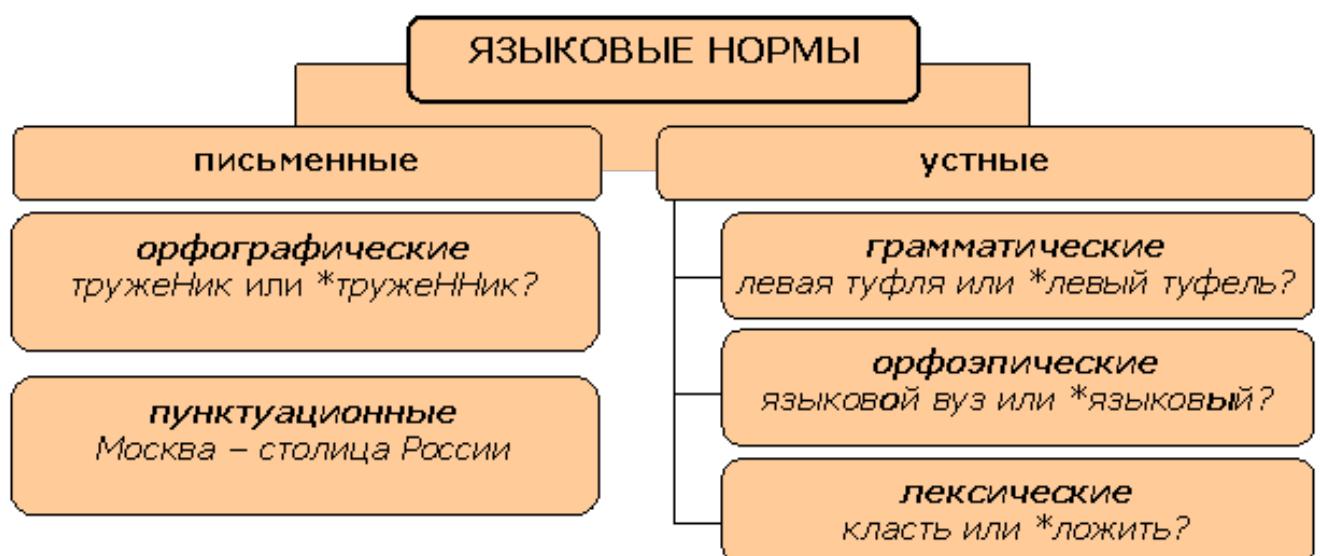 ЯЗЫКОВЫЕ НОРМЫ
письменные
орфографические
тружеНик или *тружеННик?
пунктуационные
Москва – столица России
устные
грамматические
левая туфля или *левый туфель?
орфоэпические
языковой вуз или *языковый?
лексические
класть или *ложить?